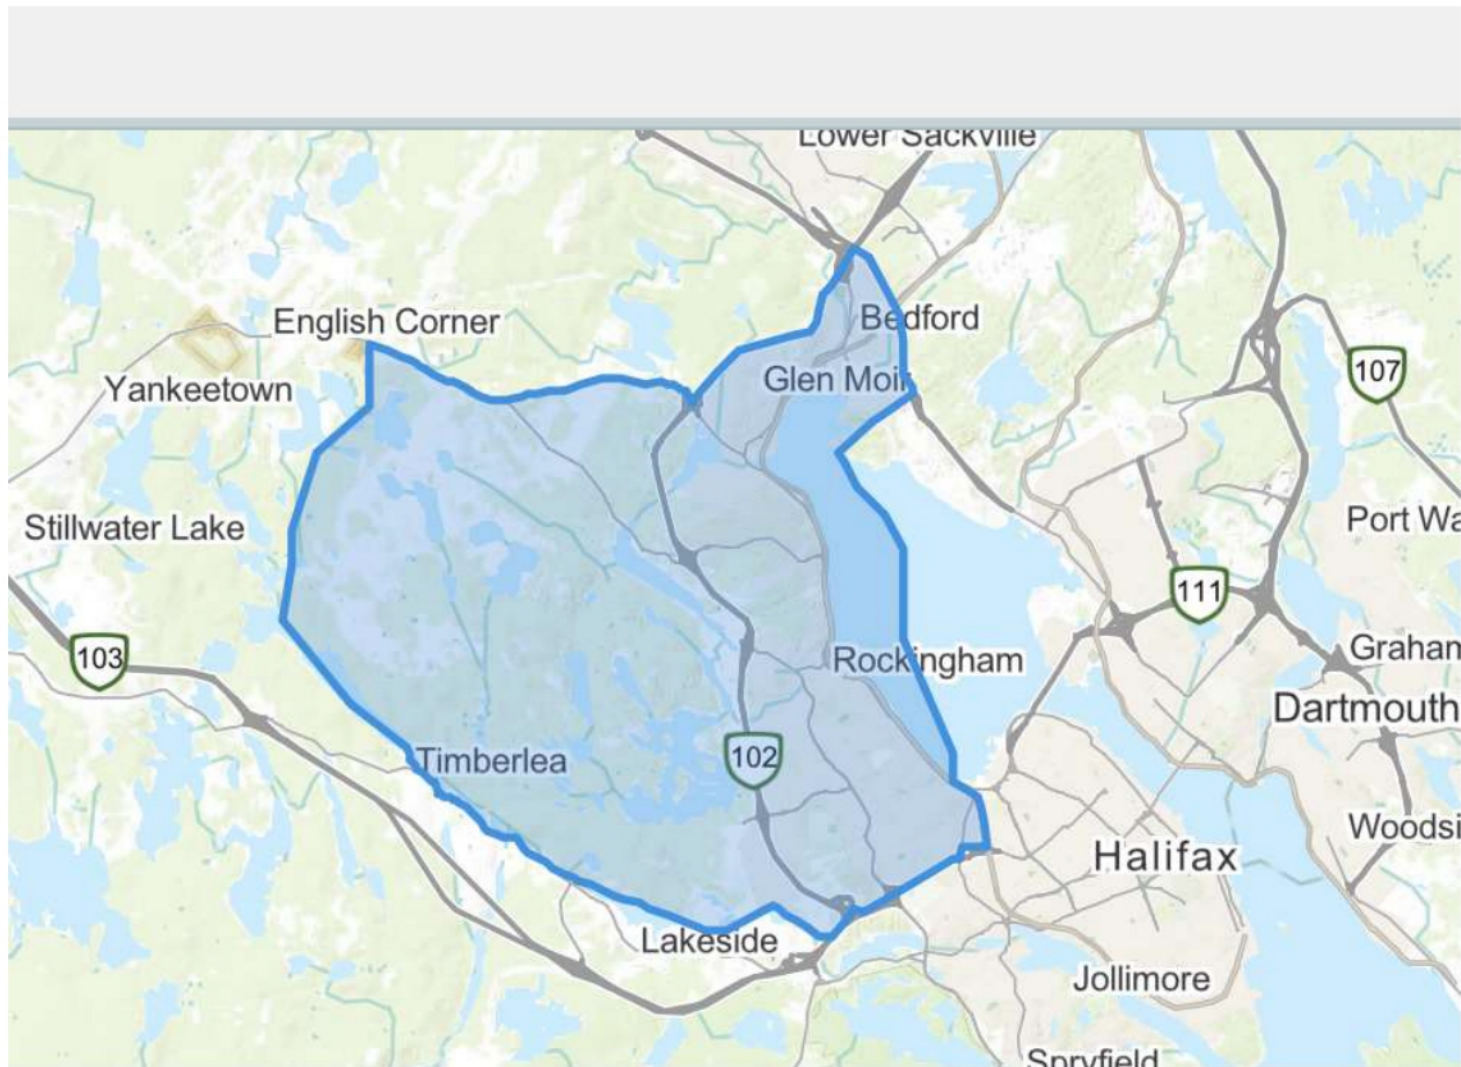 Lower Sackville
English Corner
Bedford
Yankeetown
Glen Moir
107
Stillwater Lake
Port Wa
111
103
Rockingham
Graham
Dartmouth
Timberlea
102
Woodsi
Halifax
Lakeside
Jollimore
Spryfield